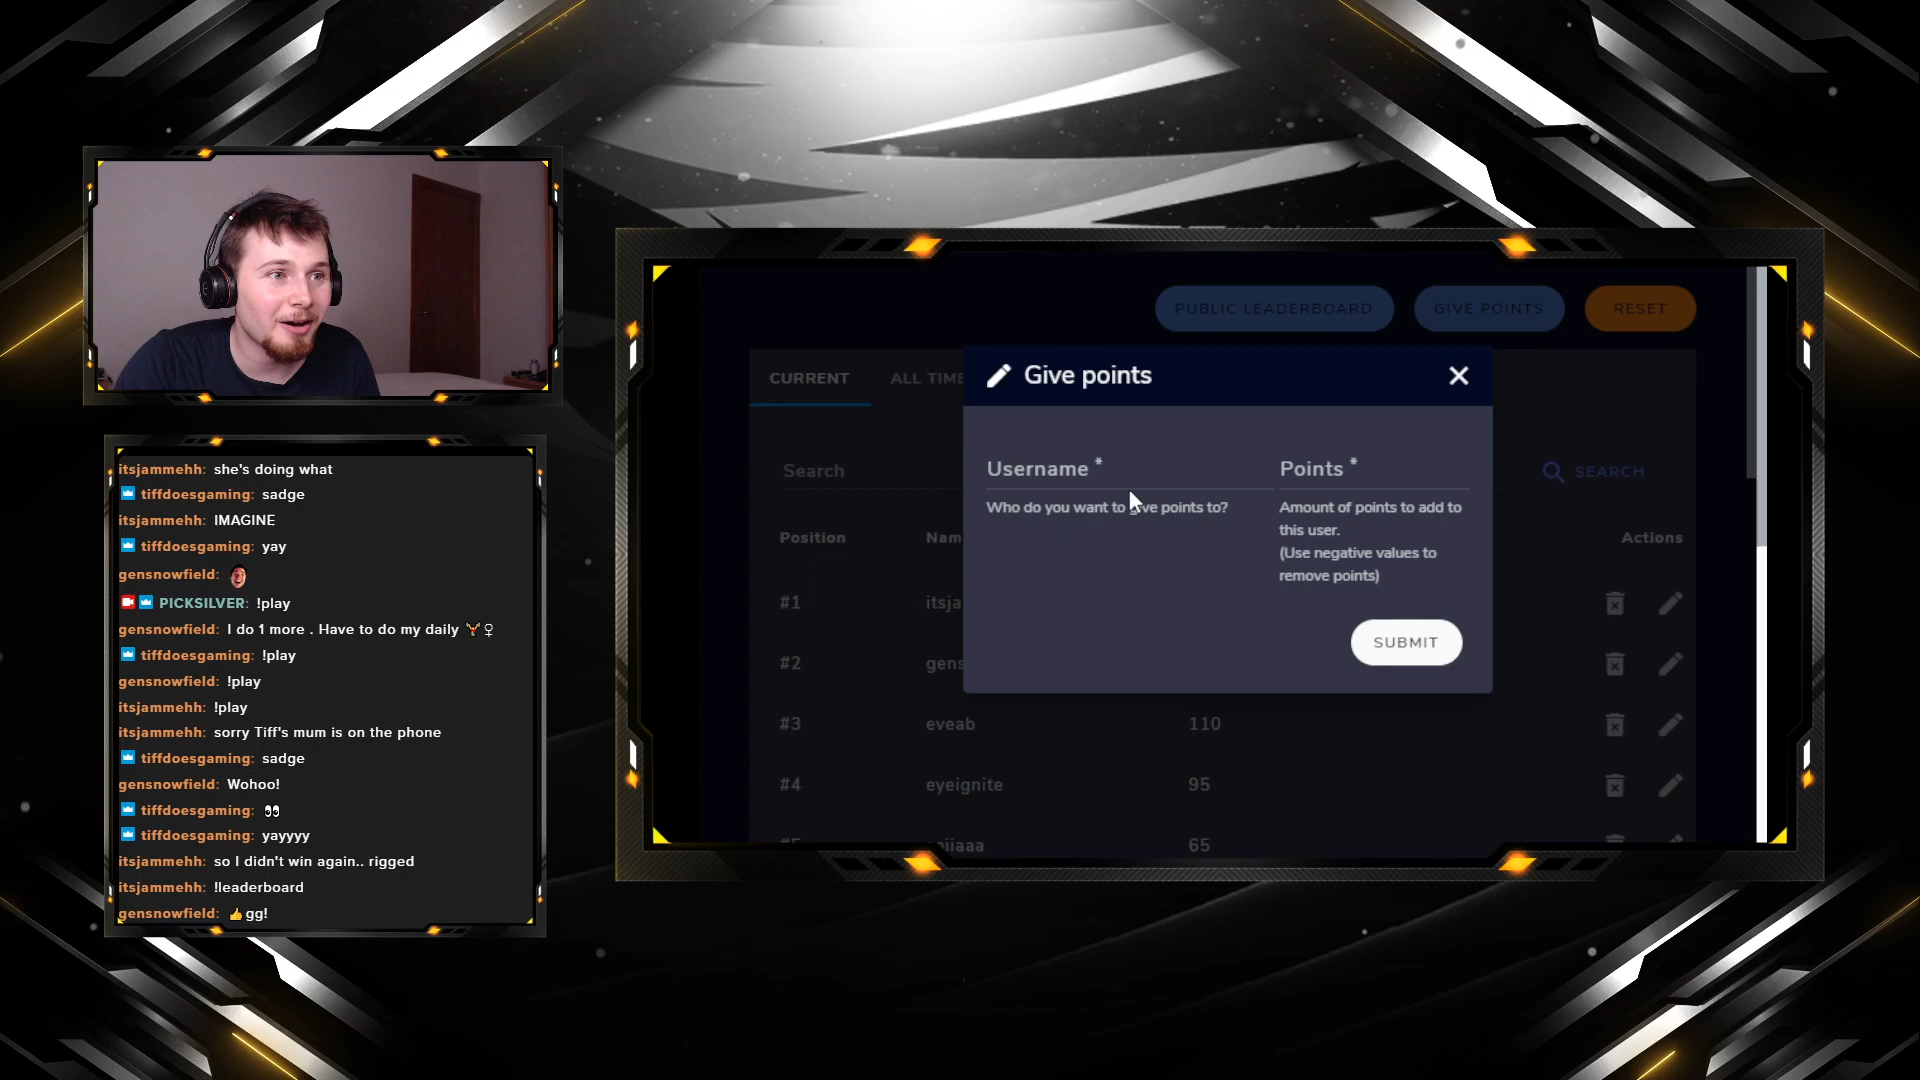 itsjammehh: she's doing what
tiffdoesgaming: sadge
itsjammehh: IMAGINE
tiffdoesgaming: yay
gensnowfield:
PICKSILVER: !play
gensnowfield: I do 1 more . Have to do my daily
tiffdoesgaming: !play
gensnowfield: !play
itsjammehh: !play
itsjammehh: sorry Tiff's mum is on the phone
tiffdoesgaming: sadge
gensnowfield: Wohoo!
tiffdoesgaming: 👀
tiffdoesgaming: yayyyy
itsjammehh: so I didn't win again.. rigged
itsjammehh: !leaderboard
gensnowfield: 👍gg!
PUBLIC LEADERBOARD GIVE POINTS RESET
CURRENT ALL TIME
Give points
Search
SEARCH
Username *
Who do you want to give points to?
Points *
Amount of points to add to
this user.
(Use negative values to
remove points)
SUBMIT
Position Nam Actions
#1 itsja
#2 gens
#3 eveab 110
#4 eyeignite 95
65